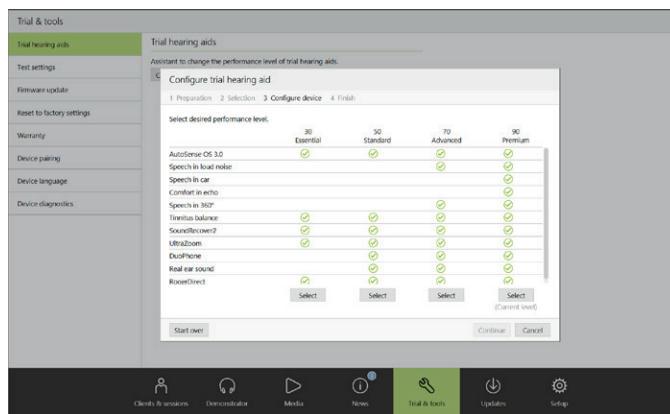 Trial & tools
Trial hearing aids
Trial hearing aids
Assistant to change the performance level of trial hearing aids.
Test settings
Firmware update
Reset to factory settings
Warranty
Device pairing
Device language
Device diagnostics
Configure trial hearing aid
1 Preparation 2 Selection 3 Configure device 4 Finish
Select desired performance level.
30 50 70 90
Essential Standard Advanced Premium
AutoSense OS 3.0
Speech in loud noise
Speech in car
Comfort in echo
Speech in 360°
Tinnitus balance
SoundRecover2
UltraZoom
DuoPhone
Real ear sound
RogerDirect
Select Select Select Select
(Current level)
Start over Continue Cancel
Clients & sessions Demonstrator Media News Trial & tools Updates Setup